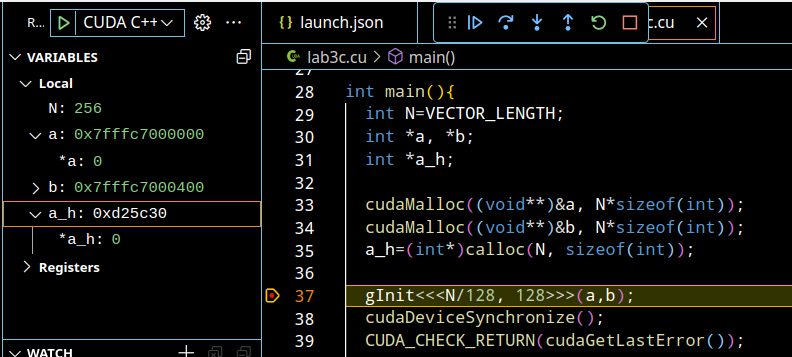 R... CUDA C++ ...
launch.json
c.cu
VARIABLES
Local
N: 256
a: 0x7fffc7000000
*a: 0
b: 0x7fffc7000400
a_h: 0xd25c30
*a_h: 0
Registers
WATCH
lab3c.cu > main()
27
28 int main(){
29 int N=VECTOR_LENGTH;
30 int *a, *b;
31 int *a_h;
32
33 cudaMalloc((void**)&a, N*sizeof(int));
34 cudaMalloc((void**)&b, N*sizeof(int));
35 a_h=(int*)calloc(N, sizeof(int));
36
37 gInit<<<N/128, 128>>>(a,b);
38 cudaDeviceSynchronize();
39 CUDA_CHECK_RETURN(cudaGetLastError());